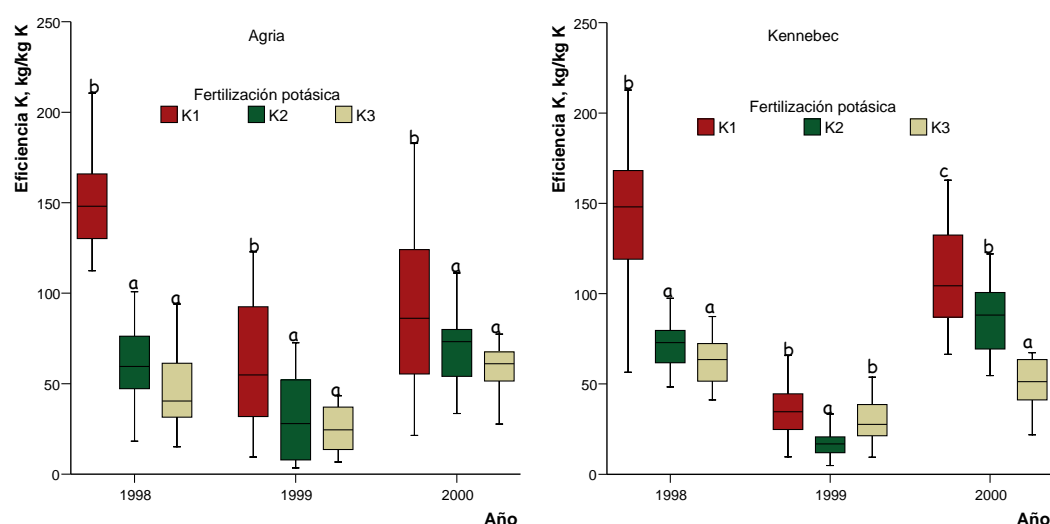 Agria
Eficiencia K, kg/kg K
Fertilización potásica
K1 K2 K3
250
200
150
100
50
0
b
a
a
b
a
a
b
a
a
1998 1999 2000
Año
Kennebec
Eficiencia K, kg/kg K
Fertilización potásica
K1 K2 K3
250
200
150
100
50
0
b
a
a
b
a
b
c
b
a
1998 1999 2000
Año